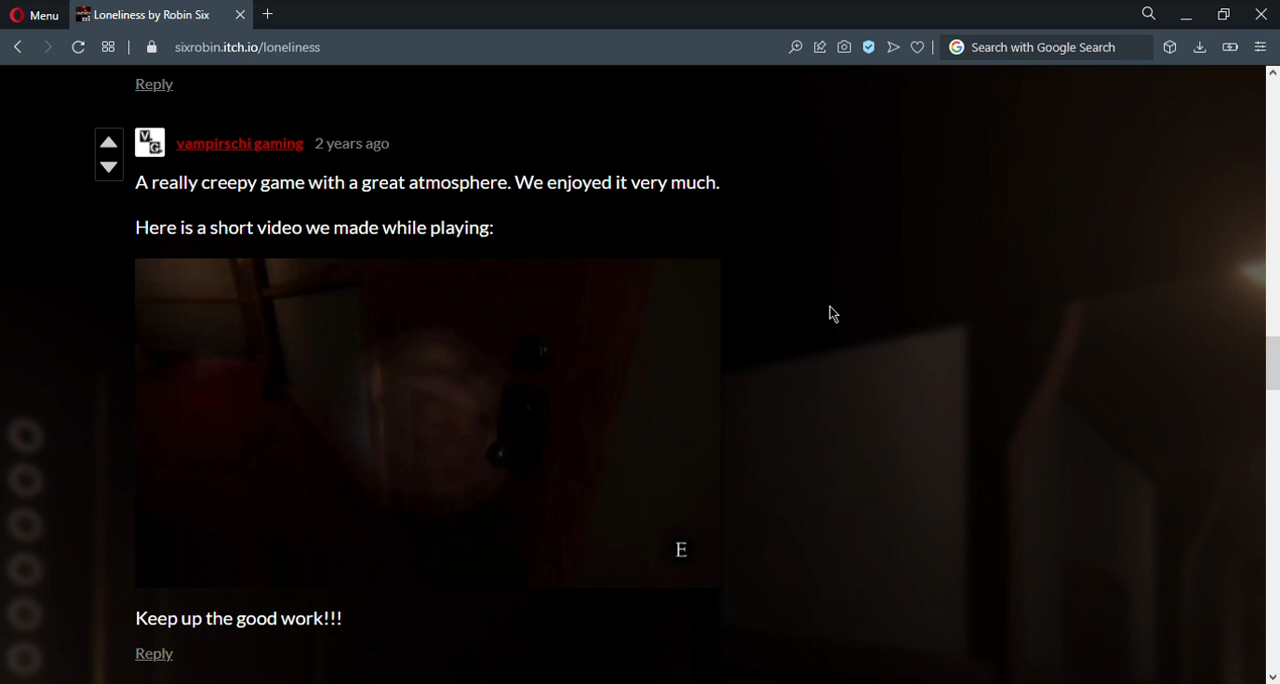 Menu
Loneliness by Robin Six
sixrobin.itch.io/loneliness
Search with Google Search
Reply
V.
G.
vampirschi gaming 2 years ago
A really creepy game with a great atmosphere. We enjoyed it very much.
Here is a short video we made while playing:
E
Keep up the good work!!!
Reply